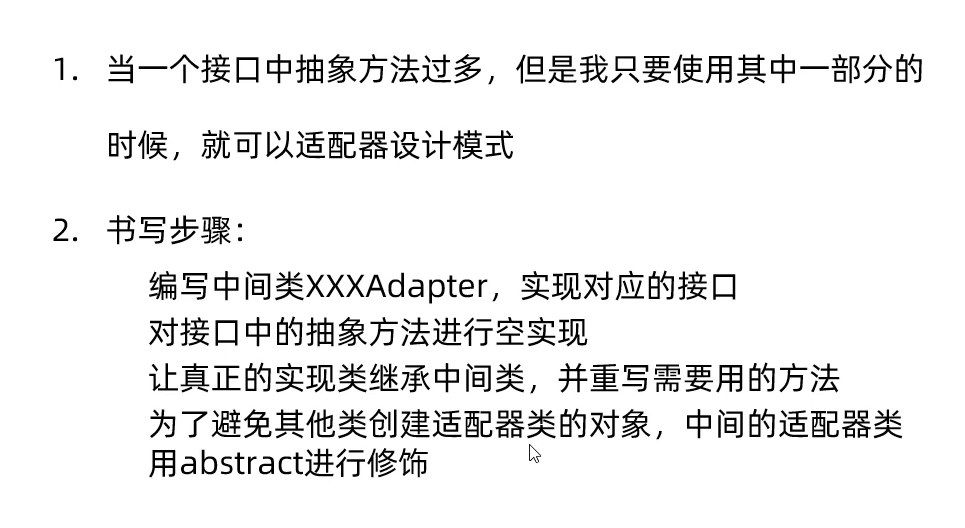 1. 当一个接口中抽象方法过多，但是我只要使用其中一部分的
时候，就可以适配器设计模式
2. 书写步骤：
编写中间类XXXAdapter，实现对应的接口
对接口中的抽象方法进行空实现
让真正的实现类继承中间类，并重写需要用的方法
为了避免其他类创建适配器类的对象，中间的适配器类
用abstract进行修饰